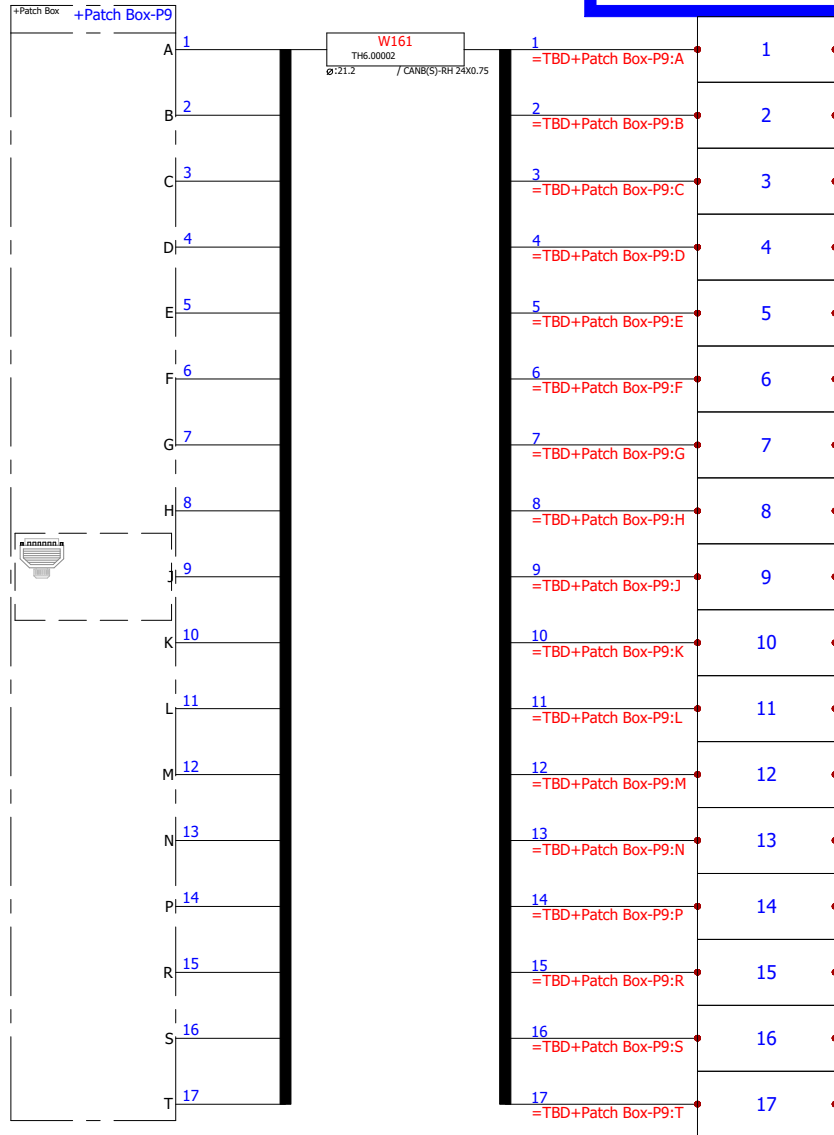 +Patch Box
+Patch Box-P9
A 1
W161
TH6.00002
ø:21.2 / CANB(S)-RH 24X0.75
1
=TBD+Patch Box-P9:A
1
B 2
2
=TBD+Patch Box-P9:B
2
C 3
3
=TBD+Patch Box-P9:C
3
D 4
4
=TBD+Patch Box-P9:D
4
E 5
5
=TBD+Patch Box-P9:E
5
F 6
6
=TBD+Patch Box-P9:F
6
G 7
7
=TBD+Patch Box-P9:G
7
H 8
8
=TBD+Patch Box-P9:H
8
J 9
9
=TBD+Patch Box-P9:J
9
K 10
10
=TBD+Patch Box-P9:K
10
L 11
11
=TBD+Patch Box-P9:L
11
M 12
12
=TBD+Patch Box-P9:M
12
N 13
13
=TBD+Patch Box-P9:N
13
P 14
14
=TBD+Patch Box-P9:P
14
R 15
15
=TBD+Patch Box-P9:R
15
S 16
16
=TBD+Patch Box-P9:S
16
T 17
17
=TBD+Patch Box-P9:T
17